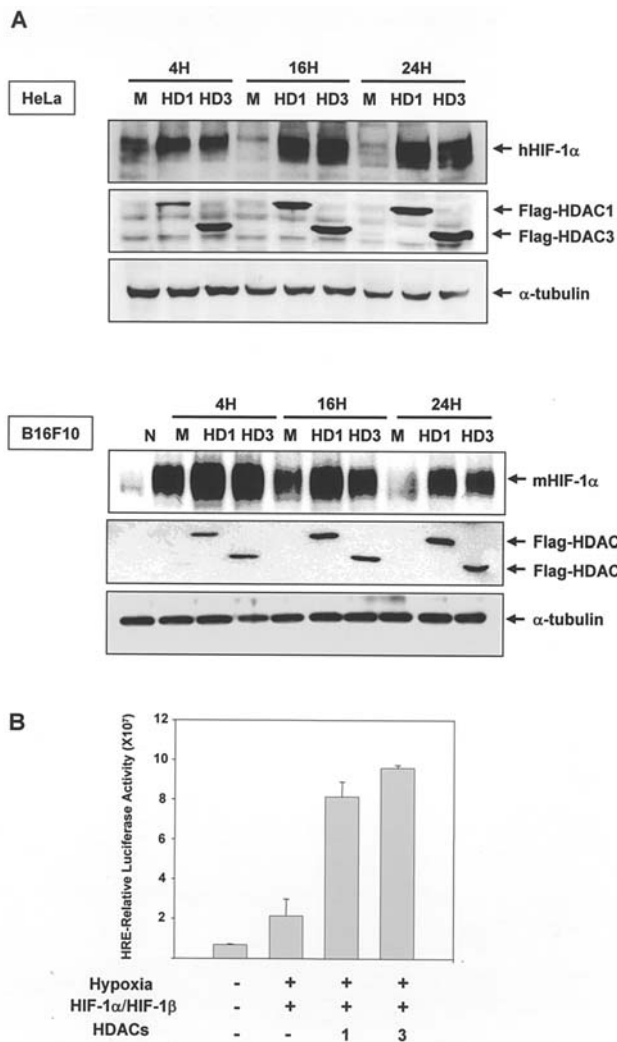 A
4H 16H 24H
HeLa
M HD1 HD3 M HD1 HD3 M HD1 HD3
hHIF-1α
Flag-HDAC1
Flag-HDAC3
α-tubulin
4H 16H 24H
B16F10
N M HD1 HD3 M HD1 HD3 M HD1 HD3
mHIF-1α
Flag-HDAC
Flag-HDAC
α-tubulin
B
HRE-Relative Luciferase Activity (X10⁷)
12
10
8
6
4
2
Hypoxia - + + +
HIF-1α/HIF-1β - + + +
HDACs - - 1 3